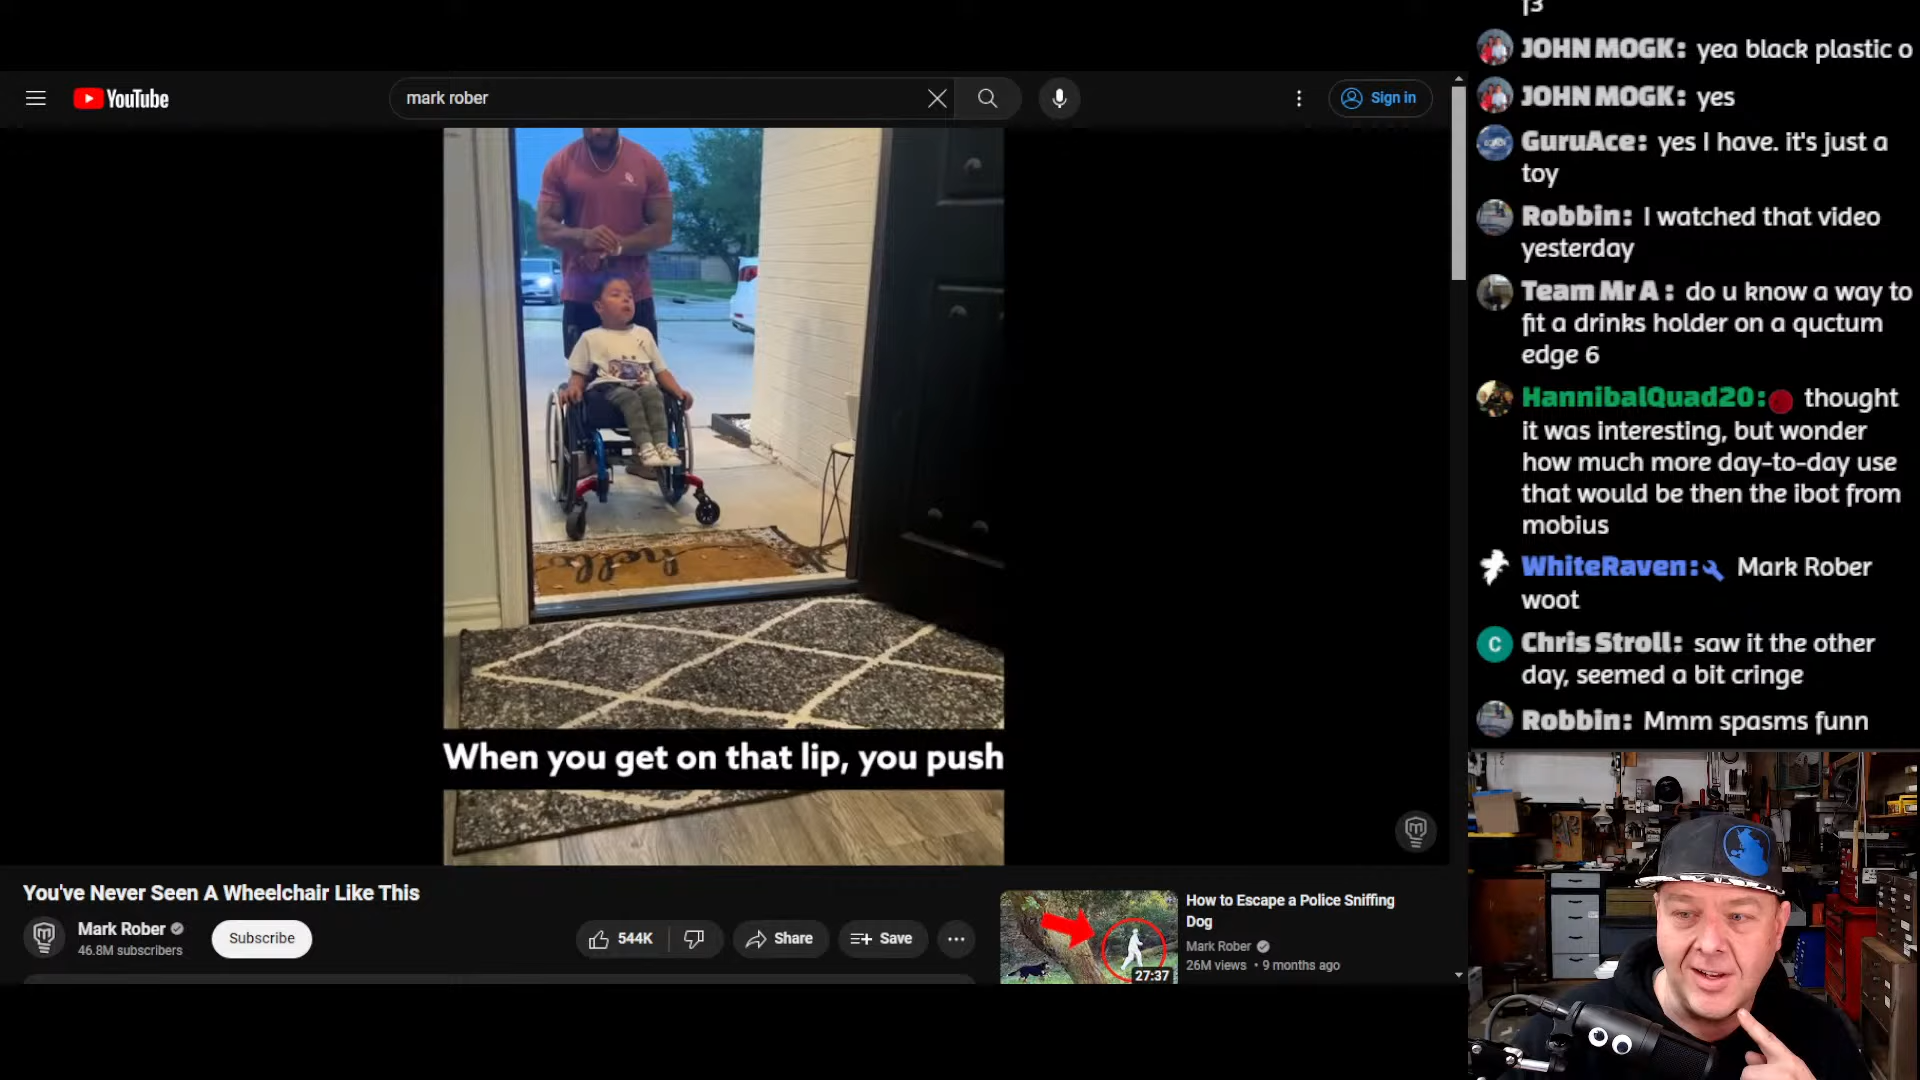 YouTube
mark rober
Sign in
hello
When you get on that lip, you push
You've Never Seen A Wheelchair Like This
Mark Rober
46.8M subscribers
Subscribe
544K
Share
Save
How to Escape a Police Sniffing
Dog
Mark Rober
26M views • 9 months ago
27:37
JOHN MOGK: yea black plastic o
JOHN MOGK: yes
GuruAce: yes I have. it's just a
toy
Robbin: I watched that video
yesterday
Team Mr A : do u know a way to
fit a drinks holder on a quctum
edge 6
HannibalQuad20: thought
it was interesting, but wonder
how much more day-to-day use
that would be then the ibot from
mobius
WhiteRaven: Mark Rober
woot
C Chris Stroll: saw it the other
day, seemed a bit cringe
Robbin: Mmm spasms funn